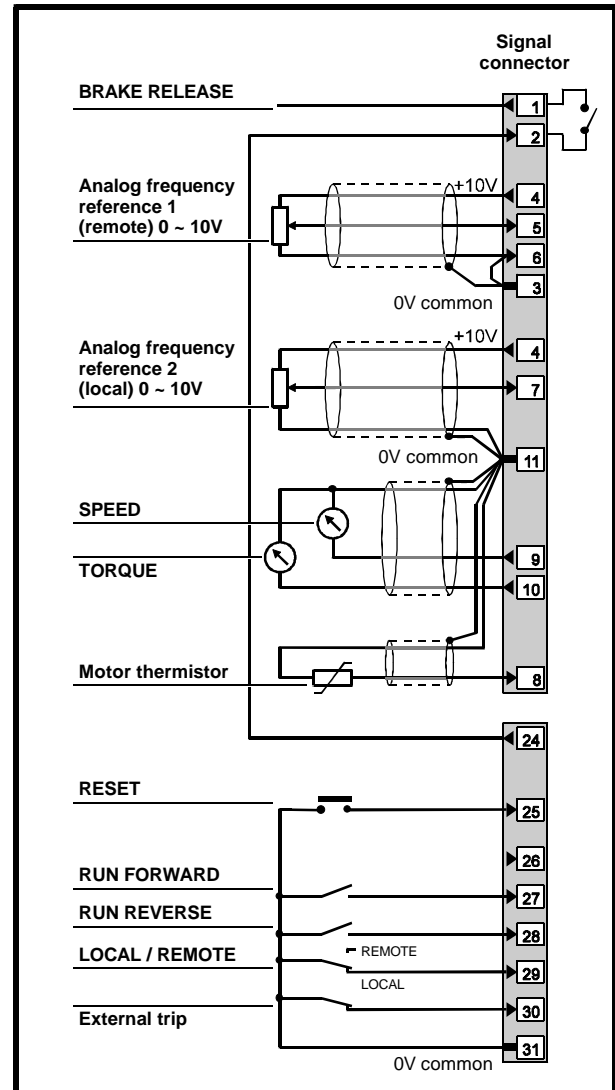 Signal
connector
BRAKE RELEASE
1
2
Analog frequency
reference 1
(remote) 0 ~ 10V
+10V
4
5
6
3
0V common
Analog frequency
reference 2
(local) 0 ~ 10V
+10V
4
7
0V common
11
SPEED
9
TORQUE
10
Motor thermistor
8
24
RESET
25
26
RUN FORWARD
27
RUN REVERSE
28
LOCAL / REMOTE
REMOTE
29
LOCAL
External trip
30
31
0V common